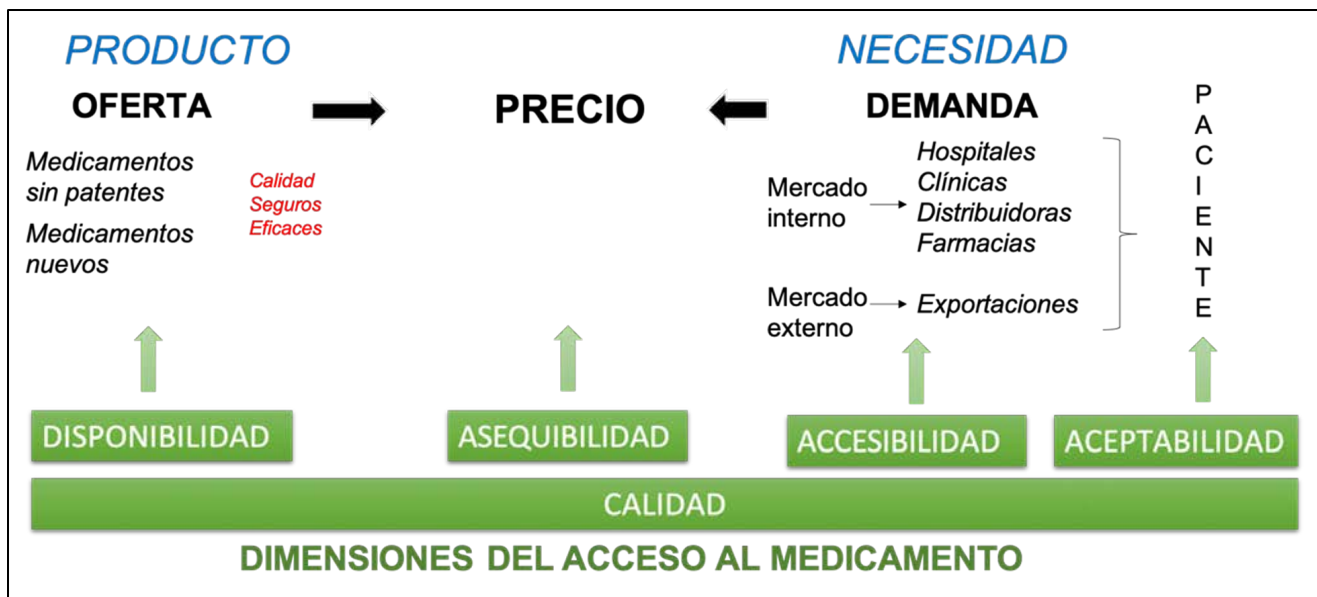 PRODUCTO
OFERTA
Medicamentos
sin patentes
Medicamentos
nuevos
Calidad
Seguros
Eficaces
PRECIO
NECESIDAD
DEMANDA
Mercado
interno
Hospitales
Clínicas
Distribuidoras
Farmacias
Mercado
externo
Exportaciones
PACIENTE
DISPONIBILIDAD
ASEQUIBILIDAD
ACCESIBILIDAD
ACEPTABILIDAD
CALIDAD
DIMENSIONES DEL ACCESO AL MEDICAMENTO